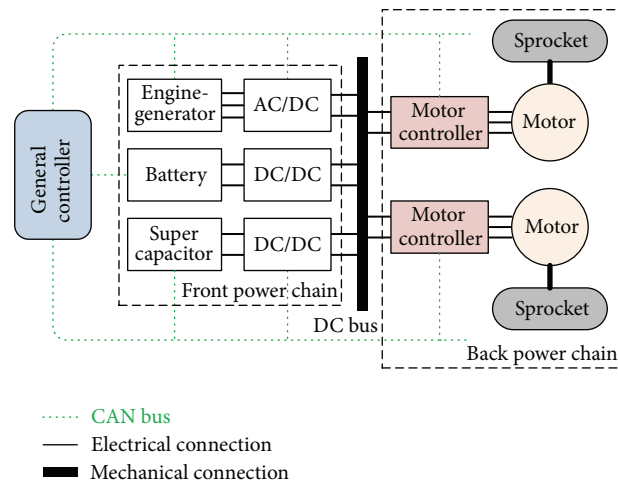 Sprocket
Engine-
generator
AC/DC
Motor
controller
Motor
General
controller
Battery
DC/DC
Super
capacitor
DC/DC
Motor
controller
Motor
Front power chain
Sprocket
DC bus
Back power chain
CAN bus
Electrical connection
Mechanical connection